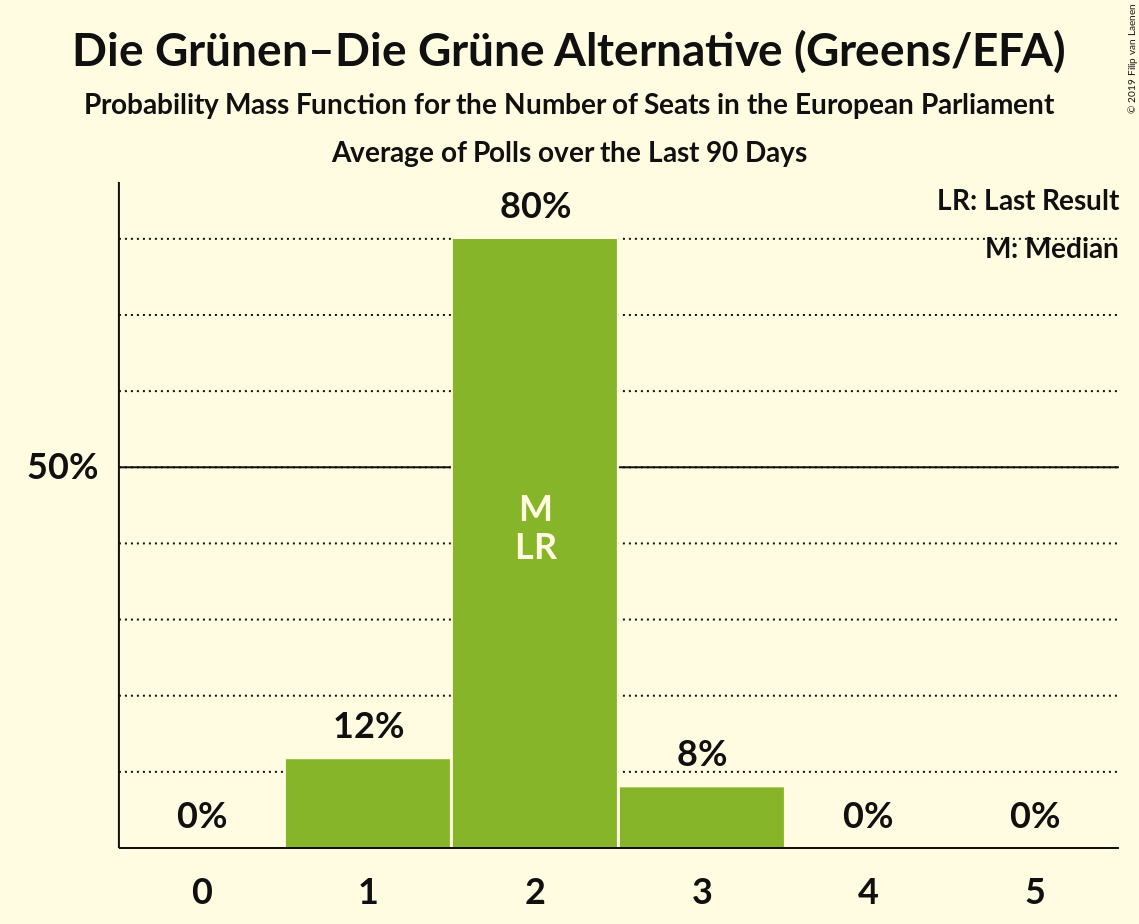 Die Grünen–Die Grüne Alternative (Greens/EFA)
Probability Mass Function for the Number of Seats in the European Parliament
Average of Polls over the Last 90 Days
© 2019 Filip van Laenen
LR: Last Result
M: Median
80%
50%
M
LR
12%
8%
0%
0%
0%
0
1
2
3
4
5